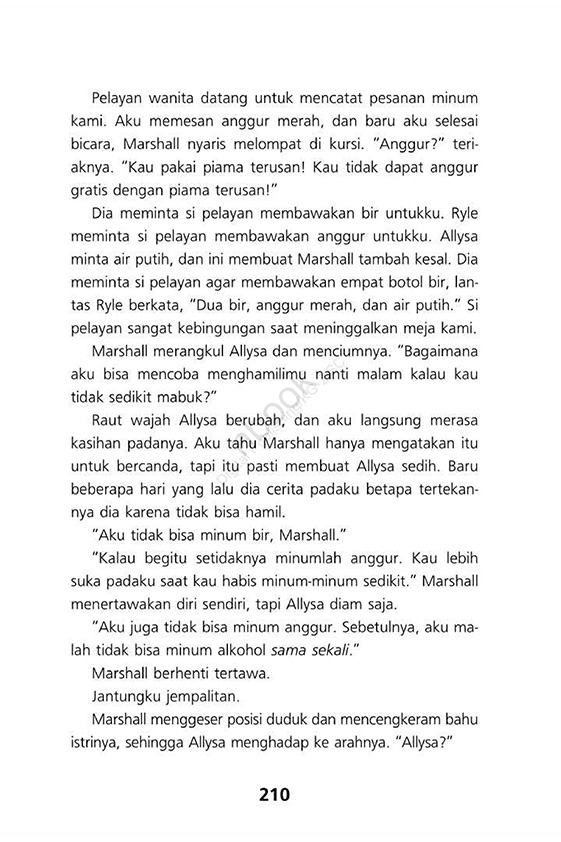 Pelayan wanita datang untuk mencatat pesanan minum
kami. Aku memesan anggur merah, dan baru aku selesai
bicara, Marshall nyaris melompat di kursi. “Anggur?” teri-
aknya. “Kau pakai piama terusan! Kau tidak dapat anggur
gratis dengan piama terusan!”
Dia meminta si pelayan membawakan bir untukku. Ryle
meminta si pelayan membawakan anggur untukku. Allysa
minta air putih, dan ini membuat Marshall tambah kesal. Dia
meminta si pelayan agar membawakan empat botol bir, lan-
tas Ryle berkata, “Dua bir, anggur merah, dan air putih.” Si
pelayan sangat kebingungan saat meninggalkan meja kami.
Marshall merangkul Allysa dan menciumnya. “Bagaimana
aku bisa mencoba menghamilimu nanti malam kalau kau
tidak sedikit mabuk?”
Raut wajah Allysa berubah, dan aku langsung merasa
kasihan padanya. Aku tahu Marshall hanya mengatakan itu
untuk bercanda, tapi itu pasti membuat Allysa sedih. Baru
beberapa hari yang lalu dia cerita padaku betapa tertekan-
nya dia karena tidak bisa hamil.
“Aku tidak bisa minum bir, Marshall.”
“Kalau begitu setidaknya minumlah anggur. Kau lebih
suka padaku saat kau habis minum-minum sedikit.” Marshall
menertawakan diri sendiri, tapi Allysa diam saja.
“Aku juga tidak bisa minum anggur. Sebetulnya, aku ma-
lah tidak bisa minum alkohol sama sekali.”
Marshall berhenti tertawa.
Jantungku jempalitan.
Marshall menggeser posisi duduk dan mencengkeram bahu
istrinya, sehingga Allysa menghadap ke arahnya. “Allysa?”
210